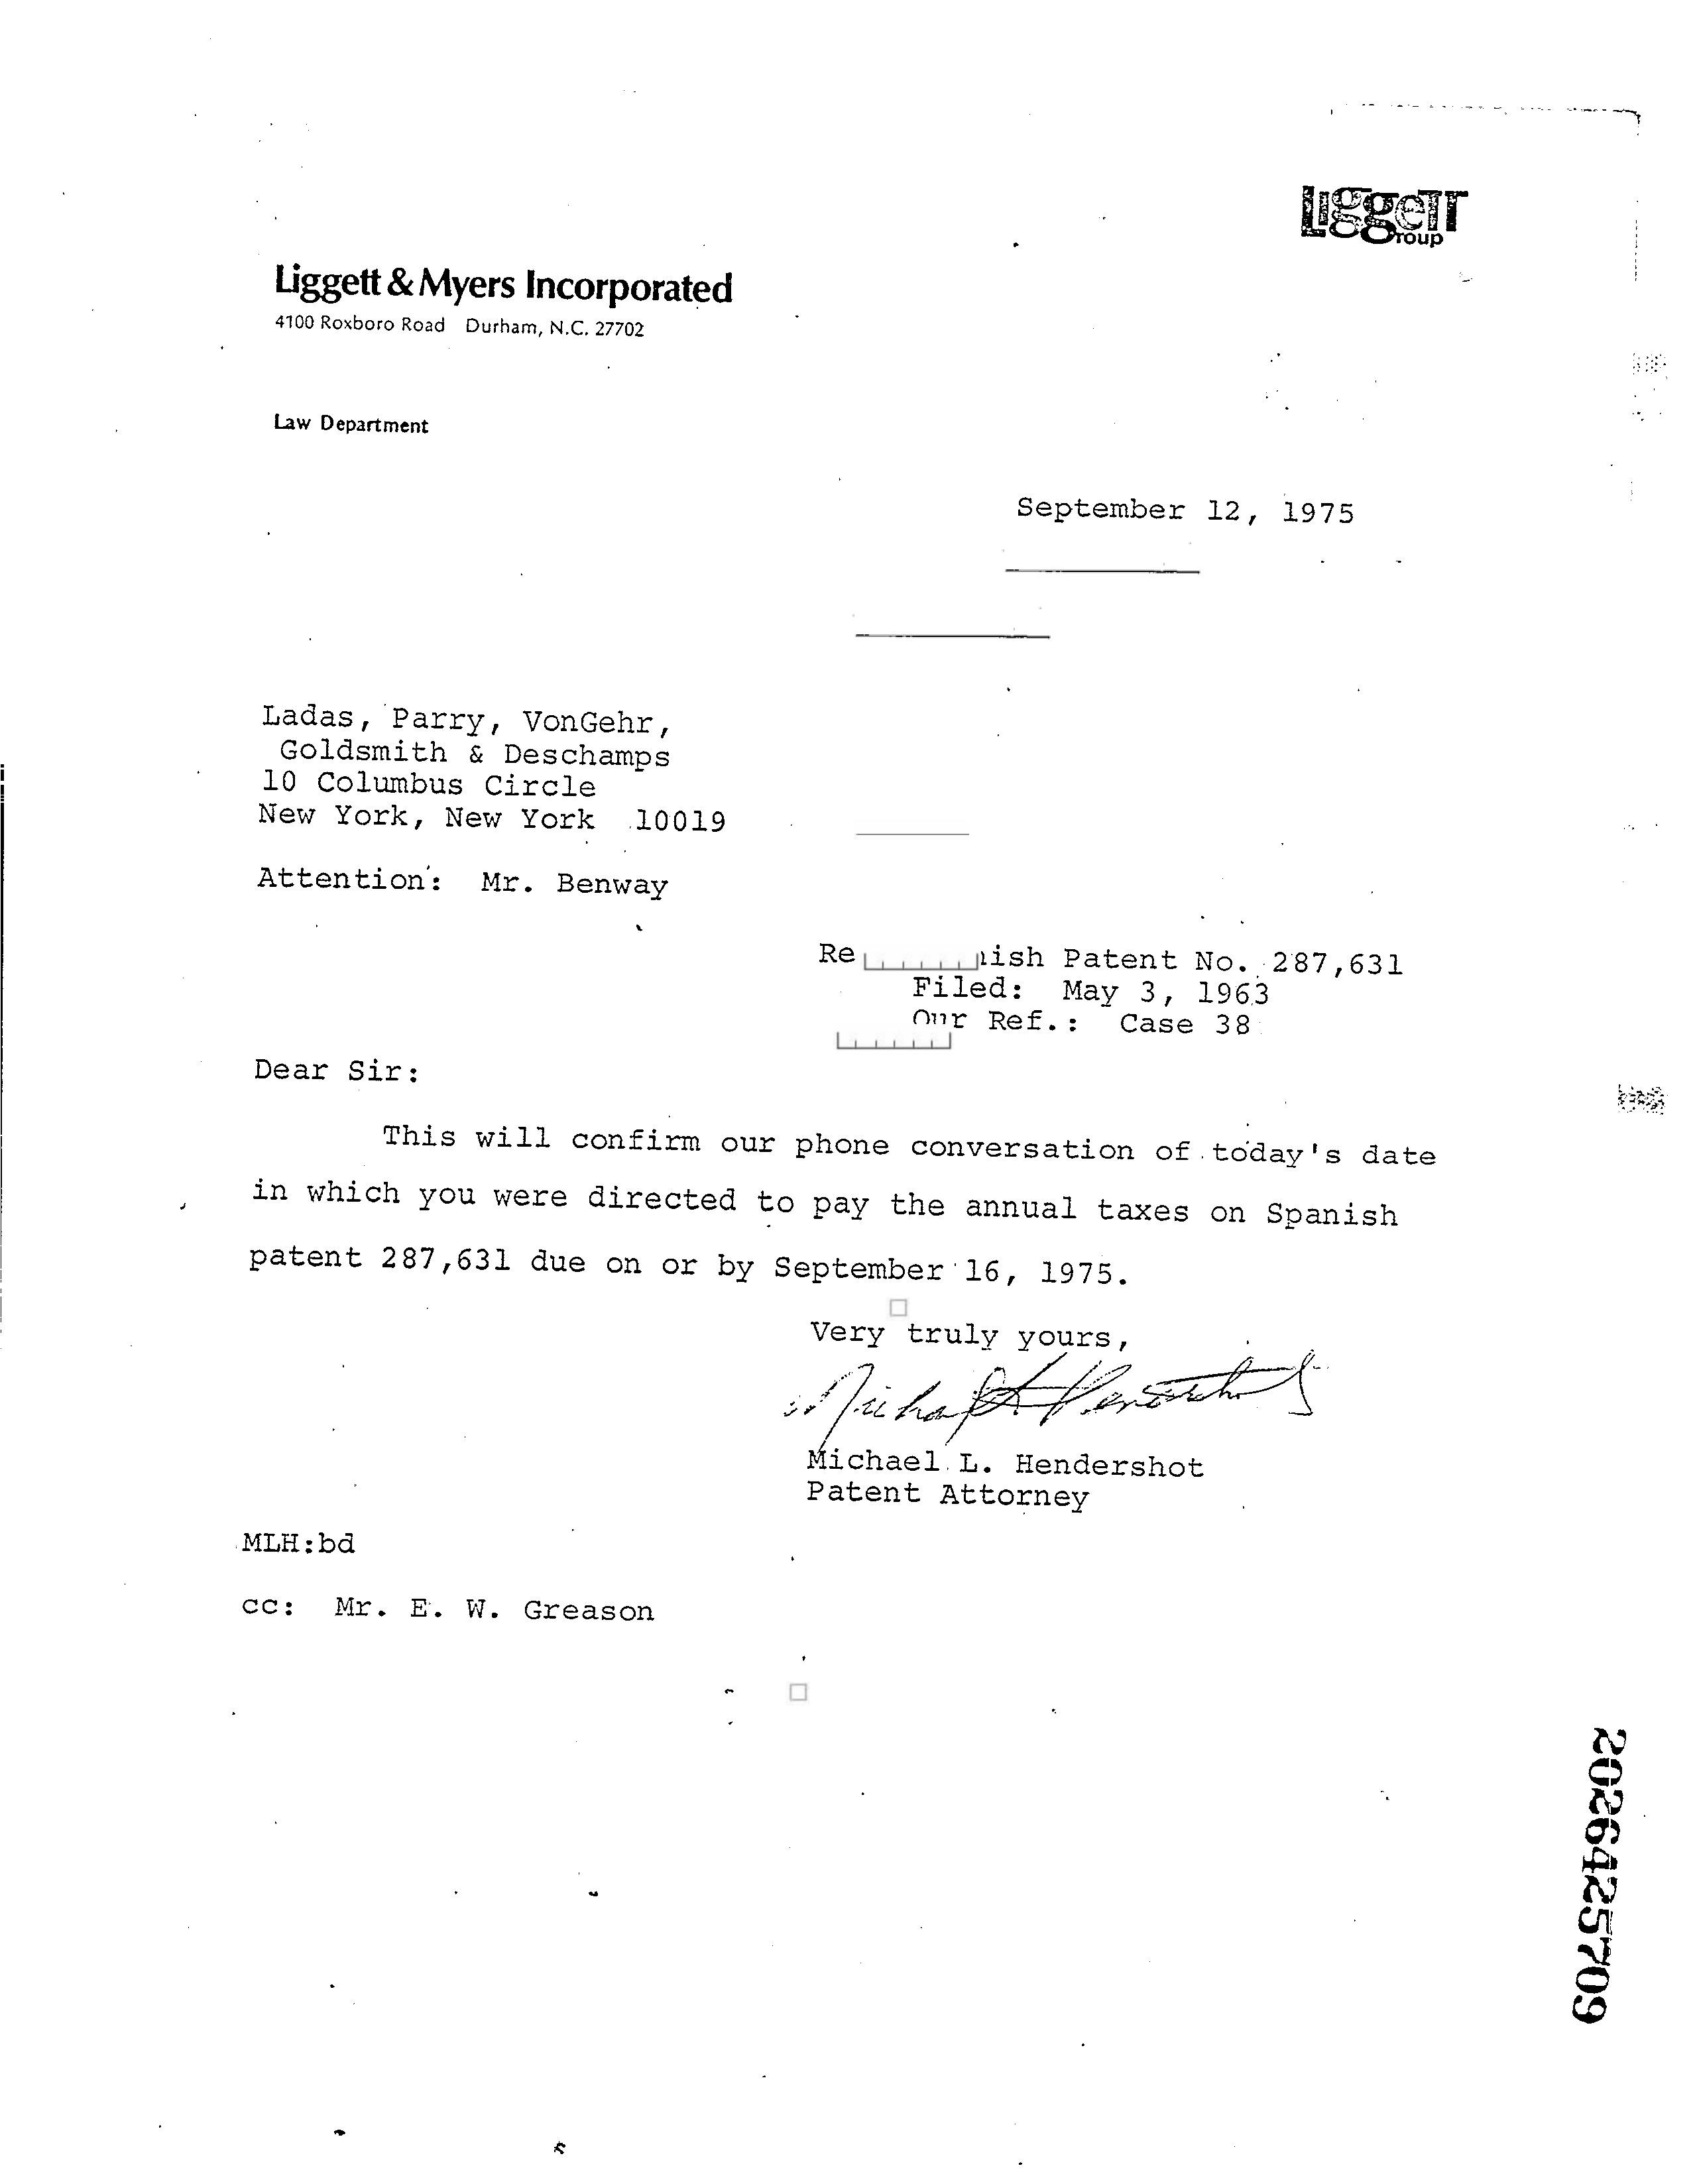 Liggett
Group
Liggett & Myers Incorporated
4100 Roxboro Road Durham, N.C. 27702
Law Department
September 12, 1975
Ladas, Parry, VonGehr,
Goldsmith & Deschamps
10 Columbus Circle
New York, New York 10019
Attention: Mr. Benway
Re nish Patent No. 287,631
Filed: May 3, 1963
Our Ref.: Case 38
Dear Sir:
This will confirm our phone conversation of today's date
in which you were directed to pay the annual taxes on Spanish
patent 287,631 due on or by September 16, 1975.
Very truly yours,
Michael L. Hendershot
Michael L. Hendershot
Patent Attorney
MLH:bd
cc: Mr. E. W. Greason
2026425709